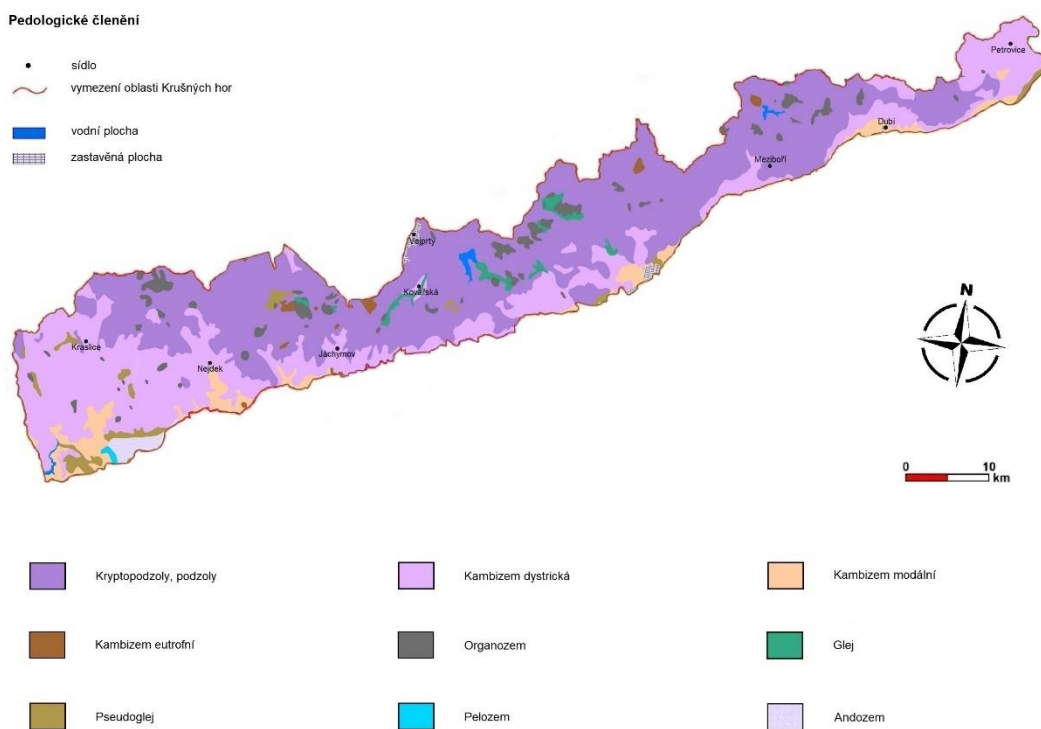 Pedologické členění
sídlo
vymezení oblasti Krušných hor
vodní plocha
zastavěná plocha
Petrovice
Dubí
Meziboří
Vejprty
Kovářská
Kraslice
Nejdek
Jáchymov
N
0 10
km
Kryptopodzoly, podzoly
Kambizem dystrická
Kambizem modální
Kambizem eutrofní
Organozem
Glej
Pseudoglej
Pelozem
Andozem